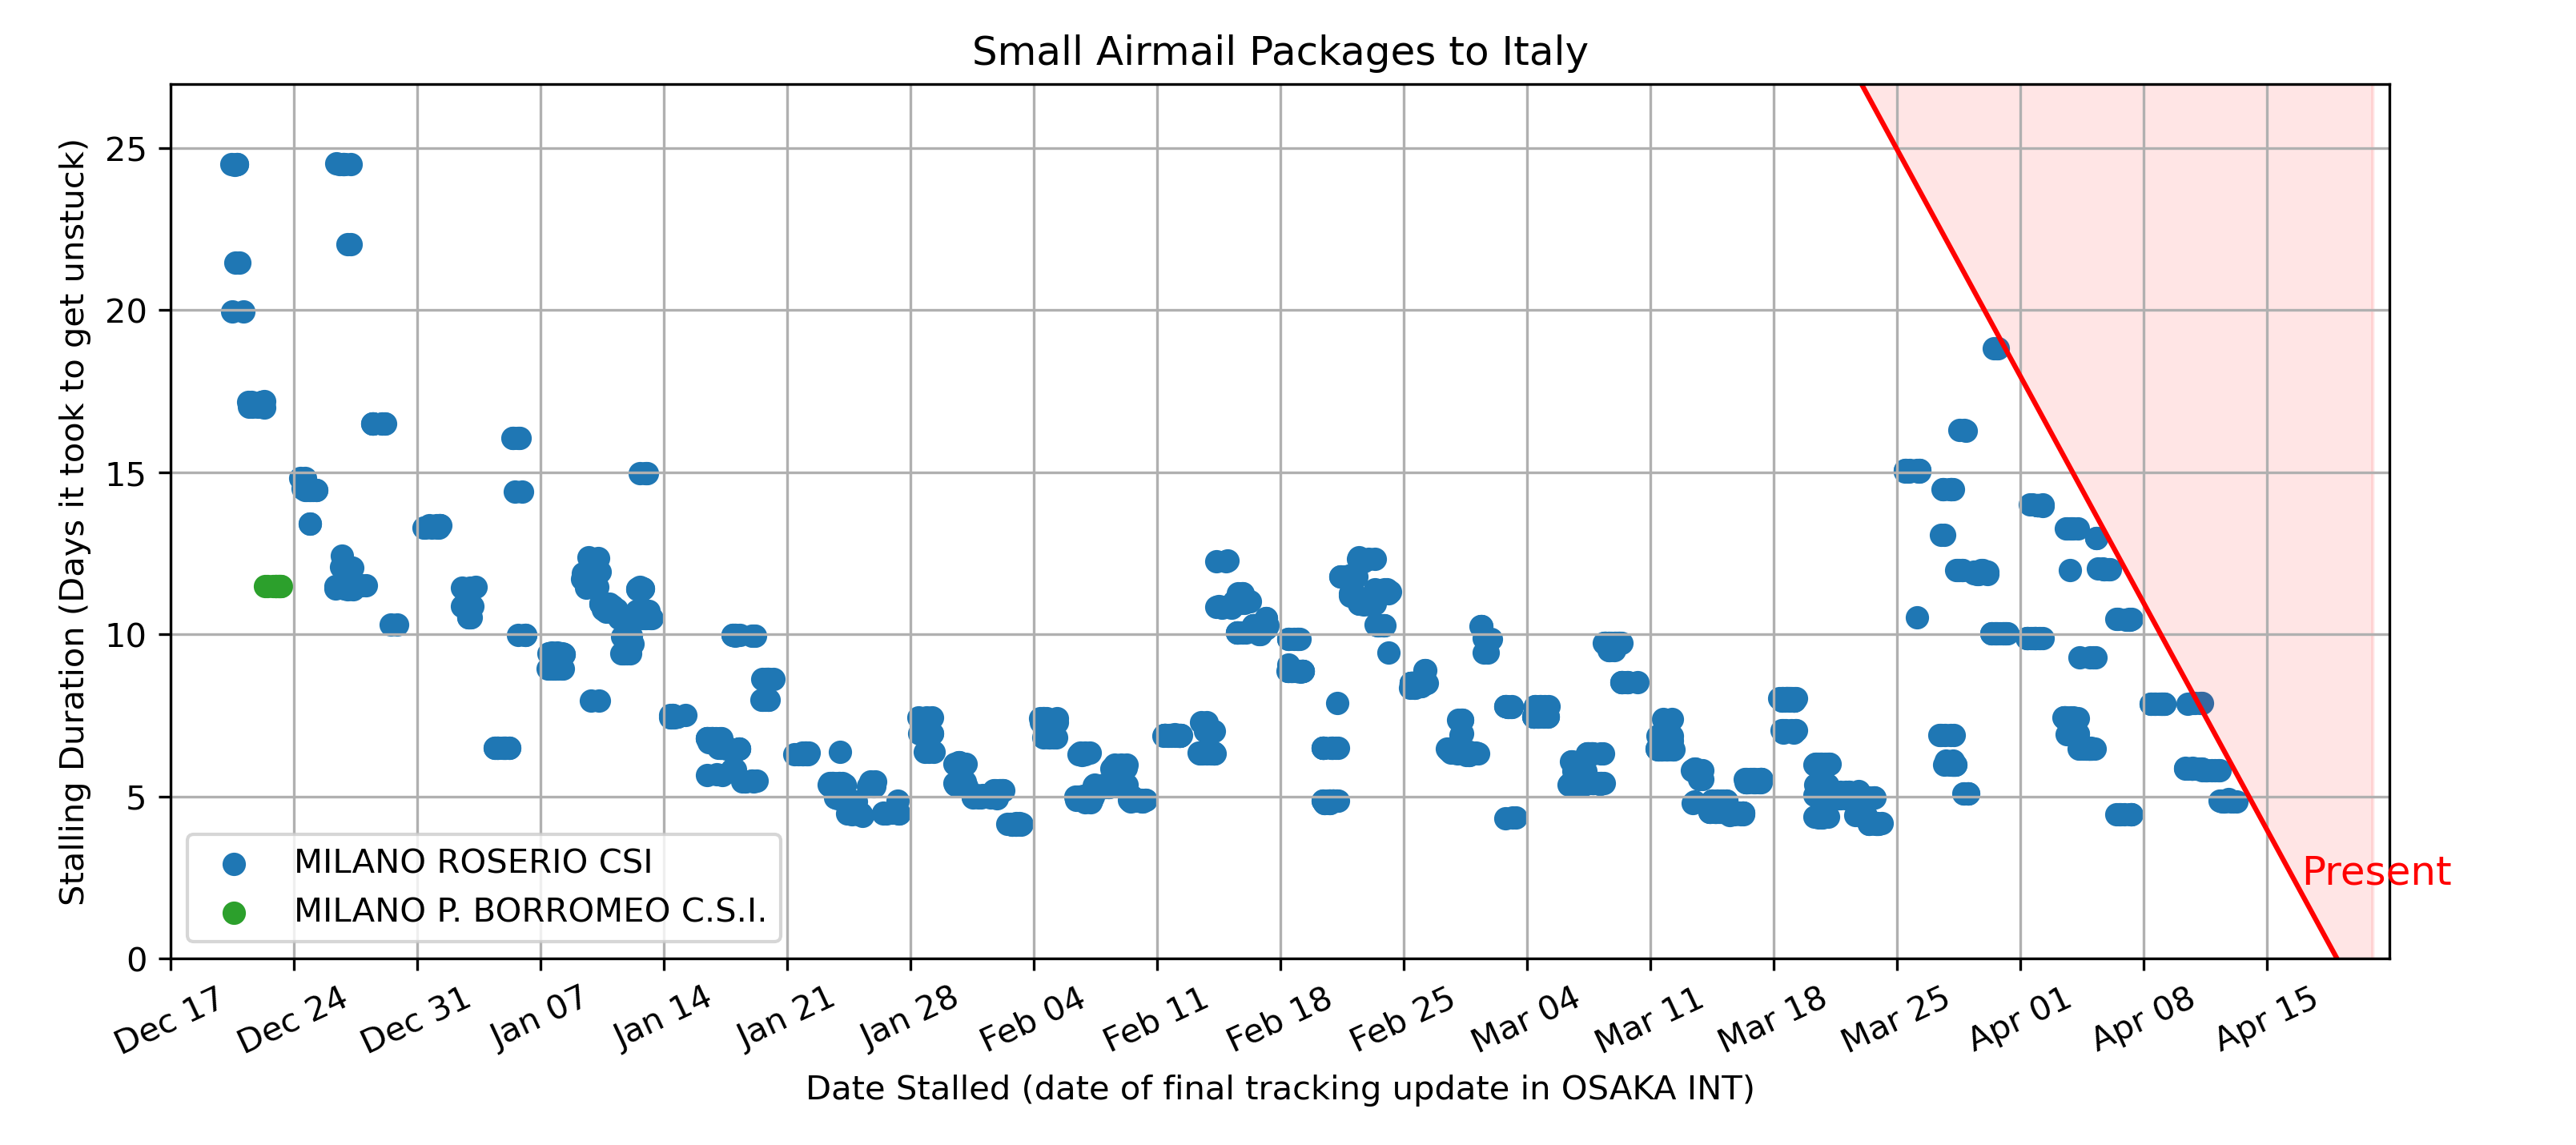 Small Airmail Packages to Italy
Stalling Duration (Days it took to get unstuck)
25
20
15
10
5
0
MILANO ROSERIO CSI
MILANO P. BORROMEO C.S.I.
Present
Dec 17
Dec 24
Dec 31
Jan 07
Jan 14
Jan 21
Jan 28
Feb 04
Feb 11
Feb 18
Feb 25
Mar 04
Mar 11
Mar 18
Mar 25
Apr 01
Apr 08
Apr 15
Date Stalled (date of final tracking update in OSAKA INT)